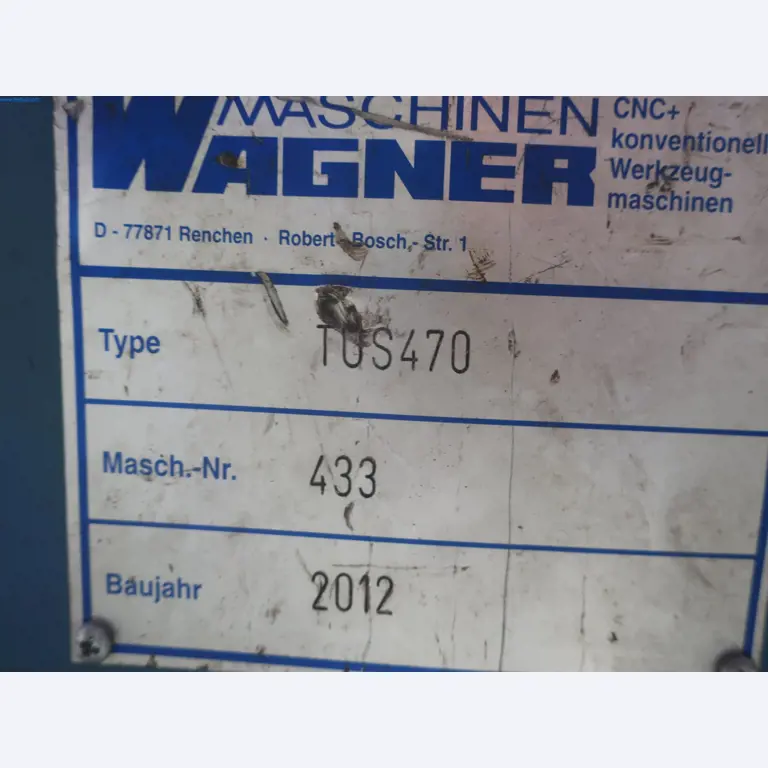 MASCHINEN
WAGNER
CNC+
konventionell
Werkzeug-
maschinen
D - 77871 Renchen · Robert-Bosch,- Str. 1
Type TUS470
Masch.-Nr. 433
Baujahr 2012